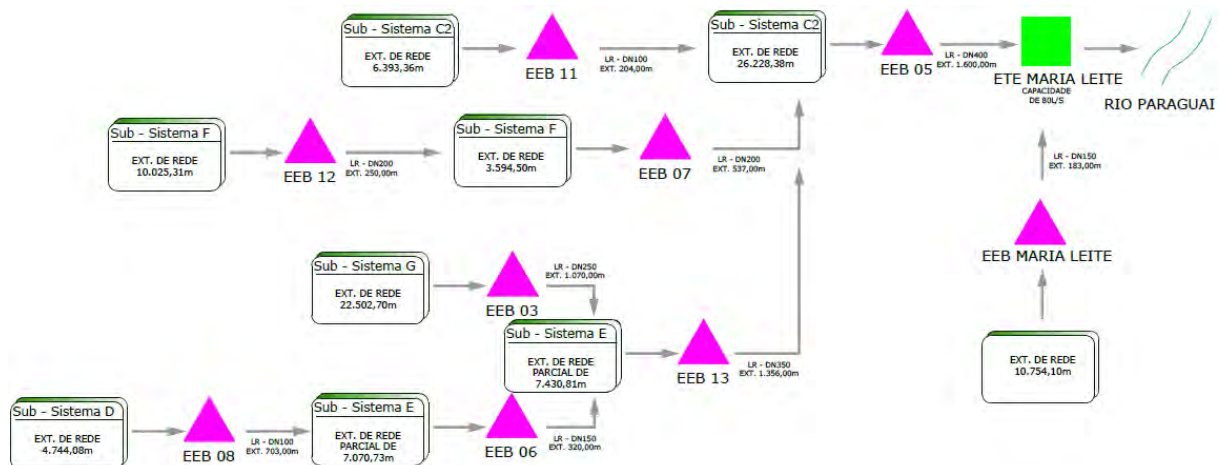 Sub - Sistema C2
EXT. DE REDE
6.393,36m
EEB 11
LR - DN100
EXT. 204,00m
Sub - Sistema C2
EXT. DE REDE
26.228,38m
EEB 05
LR - DN400
EXT. 1.600,00m
ETE MARIA LEITE
CAPACIDADE
DE 80L/S
RIO PARAGUAI
Sub - Sistema F
EXT. DE REDE
10.025,31m
EEB 12
LR - DN200
EXT. 250,00m
Sub - Sistema F
EXT. DE REDE
3.594,50m
EEB 07
LR - DN200
EXT. 537,00m
LR - DN150
EXT. 183,00m
EEB MARIA LEITE
Sub - Sistema G
EXT. DE REDE
22.502,70m
EEB 03
LR - DN250
EXT. 1.070,00m
Sub - Sistema E
EXT. DE REDE
PARCIAL DE
7.430,81m
EEB 13
LR - DN350
EXT. 1.356,00m
EXT. DE REDE
10.754,10m
Sub - Sistema D
EXT. DE REDE
4.744,08m
EEB 08
LR - DN100
EXT. 703,00m
Sub - Sistema E
EXT. DE REDE
PARCIAL DE
7.070,73m
EEB 06
LR - DN150
EXT. 320,00m